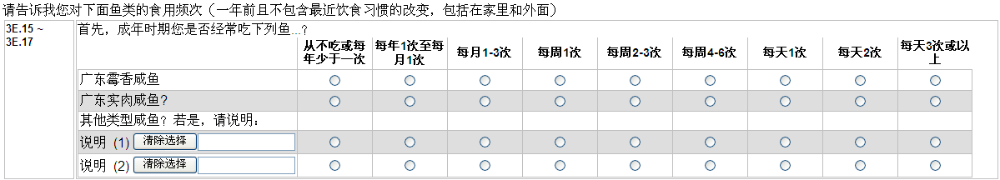 请告诉我您对下面鱼类的食用频次（一年前且不包含最近饮食习惯的改变，包括在家里和外面）
3E.15 ~
3E.17
首先，成年时期您是否经常吃下列鱼...?
从不吃或每年少于一次 每年1次至每月1次 每月1-3次 每周1次 每周2-3次 每周4-6次 每天1次 每天2次 每天3次或以上
广东霉香咸鱼
广东实肉咸鱼?
其他类型咸鱼? 若是，请说明:
说明 (1) 清除选择
说明 (2) 清除选择